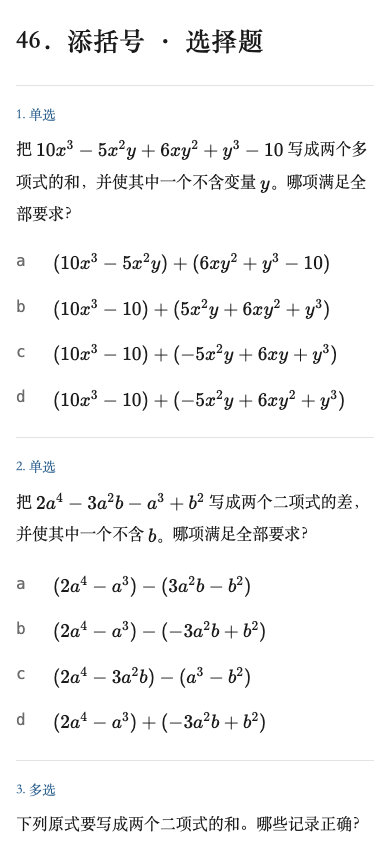 46．添括号 · 选择题
1. 单选
把 10x³ − 5x²y + 6xy² + y³ − 10 写成两个多
项式的和，并使其中一个不含变量 y。哪项满足全
部要求？
a (10x³ − 5x²y) + (6xy² + y³ − 10)
b (10x³ − 10) + (5x²y + 6xy² + y³)
c (10x³ − 10) + (−5x²y + 6xy + y³)
d (10x³ − 10) + (−5x²y + 6xy² + y³)
2. 单选
把 2a⁴ − 3a²b − a³ + b² 写成两个二项式的差，
并使其中一个不含 b。哪项满足全部要求？
a (2a⁴ − a³) − (3a²b − b²)
b (2a⁴ − a³) − (−3a²b + b²)
c (2a⁴ − 3a²b) − (a³ − b²)
d (2a⁴ − a³) + (−3a²b + b²)
3. 多选
下列原式要写成两个二项式的和。哪些记录正确？